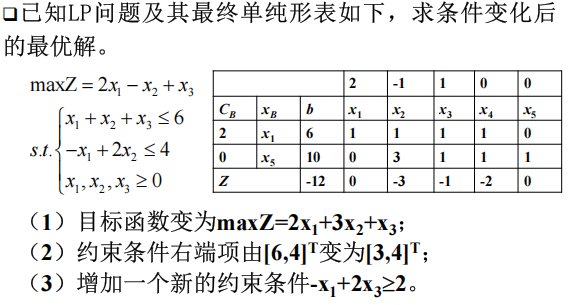 ❑已知LP问题及其最终单纯形表如下，求条件变化后
的最优解。
maxZ = 2x₁ − x₂ + x₃
s.t. { x₁ + x₂ + x₃ ≤ 6
−x₁ + 2x₂ ≤ 4
x₁, x₂, x₃ ≥ 0
2 -1 1 0 0
C_B x_B b x₁ x₂ x₃ x₄ x₅
2 x₁ 6 1 1 1 1 0
0 x₅ 10 0 3 1 1 1
Z -12 0 -3 -1 -2 0
（1）目标函数变为maxZ=2x₁+3x₂+x₃；
（2）约束条件右端项由[6,4]ᵀ变为[3,4]ᵀ；
（3）增加一个新的约束条件-x₁+2x₃≥2。